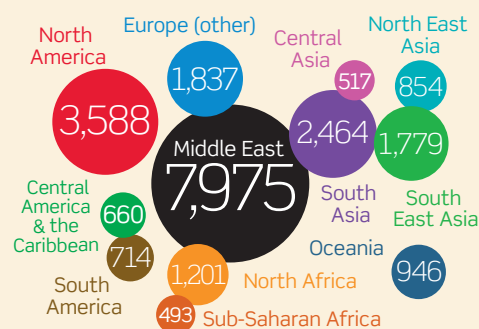 North
America
3,588
Europe (other)
1,837
Central
Asia
517
North East
Asia
854
Middle East
7,975
2,464
South
Asia
1,779
South
East Asia
Central
America
& the
Caribbean
660
714
South
America
1,201
North Africa
493
Sub-Saharan Africa
Oceania
946